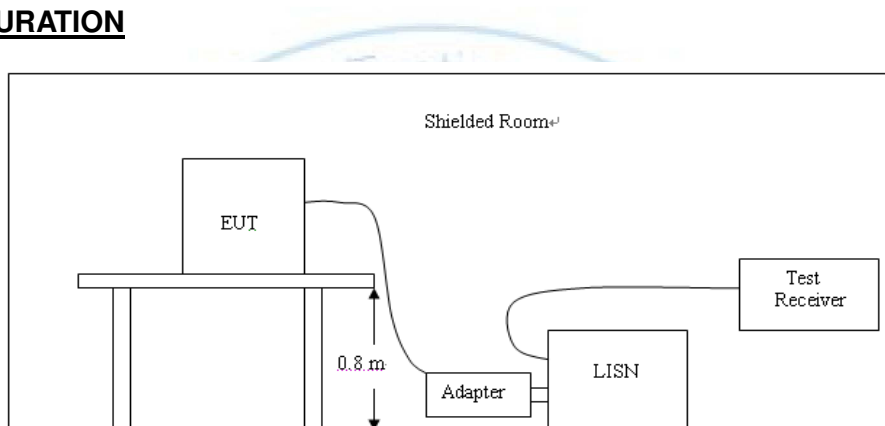 URATION
Shielded Room↵
EUT
Test
Receiver
0.8 m
LISN
Adapter